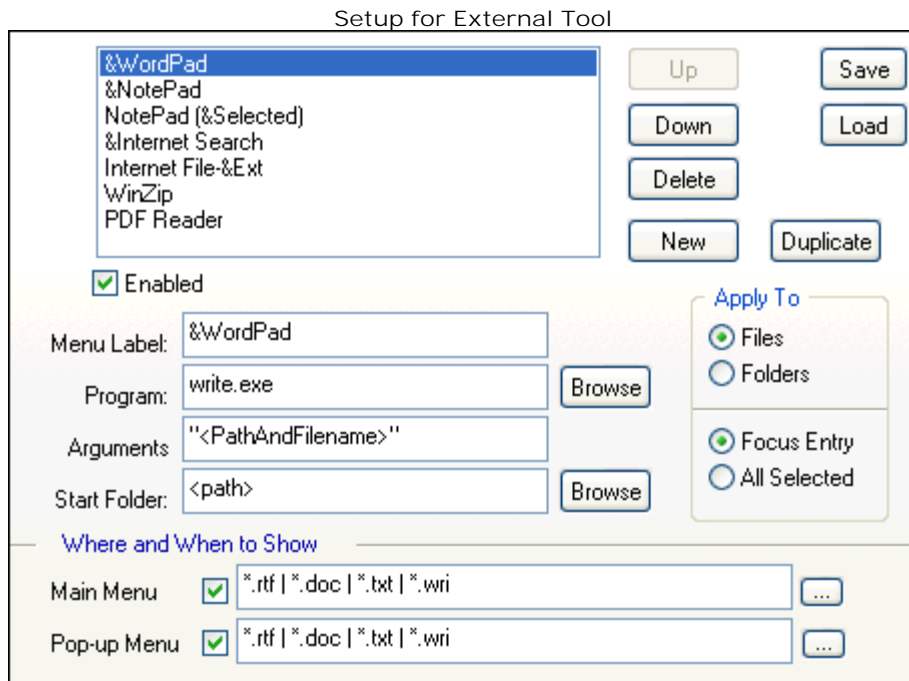 Setup for External Tool
&WordPad
&NotePad
NotePad (&Selected)
&Internet Search
Internet File-&Ext
WinZip
PDF Reader
Up
Save
Down
Load
Delete
New
Duplicate
Enabled
Menu Label:
&WordPad
Program:
write.exe
Browse
Arguments
"<PathAndFilename>"
Start Folder:
<path>
Browse
Apply To
Files
Folders
Focus Entry
All Selected
Where and When to Show
Main Menu
*.rtf | *.doc | *.txt | *.wri
...
Pop-up Menu
*.rtf | *.doc | *.txt | *.wri
...